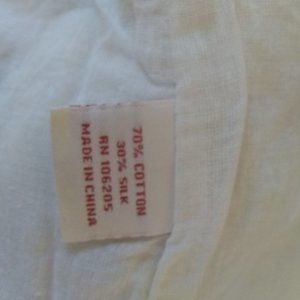 70% COTTON
30% SILK
RN 106205
MADE IN CHINA